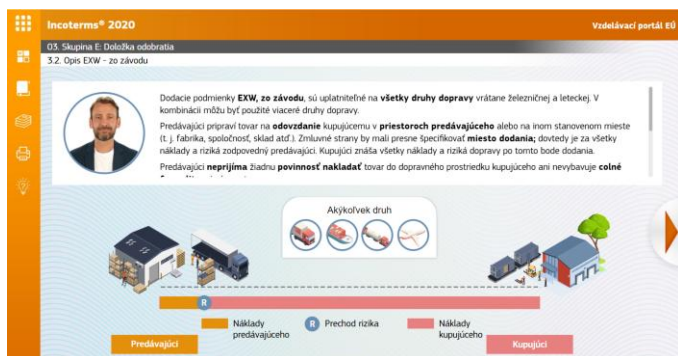 Incoterms® 2020
Vzdelávací portál EÚ
03. Skupina E: Doložka odobratia
3.2. Opis EXW - zo závodu
Dodacie podmienky EXW, zo závodu, sú uplatniteľné na všetky druhy dopravy vrátane železničnej a leteckej. V
kombinácii môžu byť použité viaceré druhy dopravy.
Predávajúci pripraví tovar na odovzdanie kupujúcemu v priestoroch predávajúceho alebo na inom stanovenom mieste
(t. j. fabrika, spoločnosť, sklad atď.). Zmluvné strany by mali presne špecifikovať miesto dodania; dovtedy je za všetky
náklady a riziká zodpovedný predávajúci. Kupujúci znáša všetky náklady a riziká dopravy po tomto bode dodania.
Predávajúci neprijíma žiadnu povinnosť nakladať tovar do dopravného prostriedku kupujúceho ani nevybavuje colné
Akýkoľvek druh
R
Náklady
predávajúceho
R Prechod rizika
Náklady
kupujúceho
Predávajúci
Kupujúci